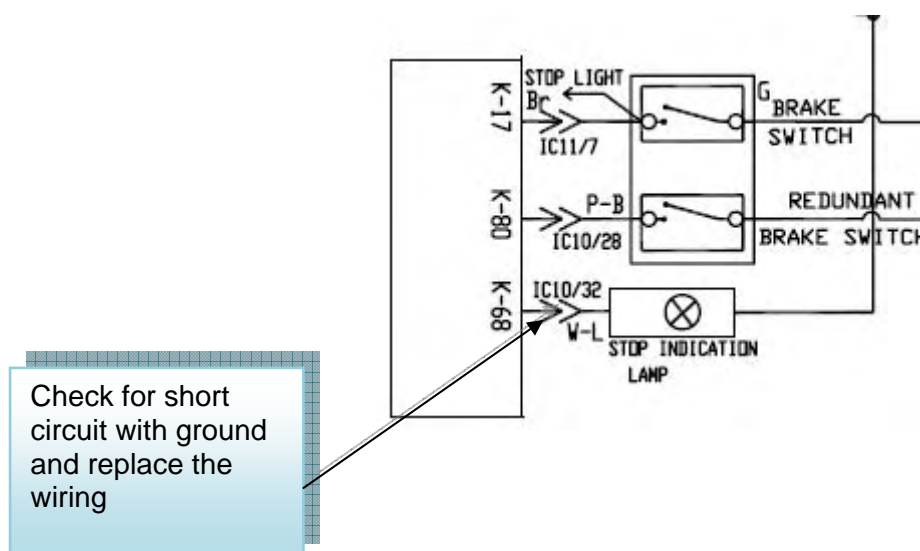 STOP LIGHT
K-17
Br
IC11/7
G
BRAKE
SWITCH
K-80
P-B
IC10/28
REDUNDANT
BRAKE SWITCH
K-68
IC10/32
W-L
STOP INDICATION
LAMP
Check for short
circuit with ground
and replace the
wiring